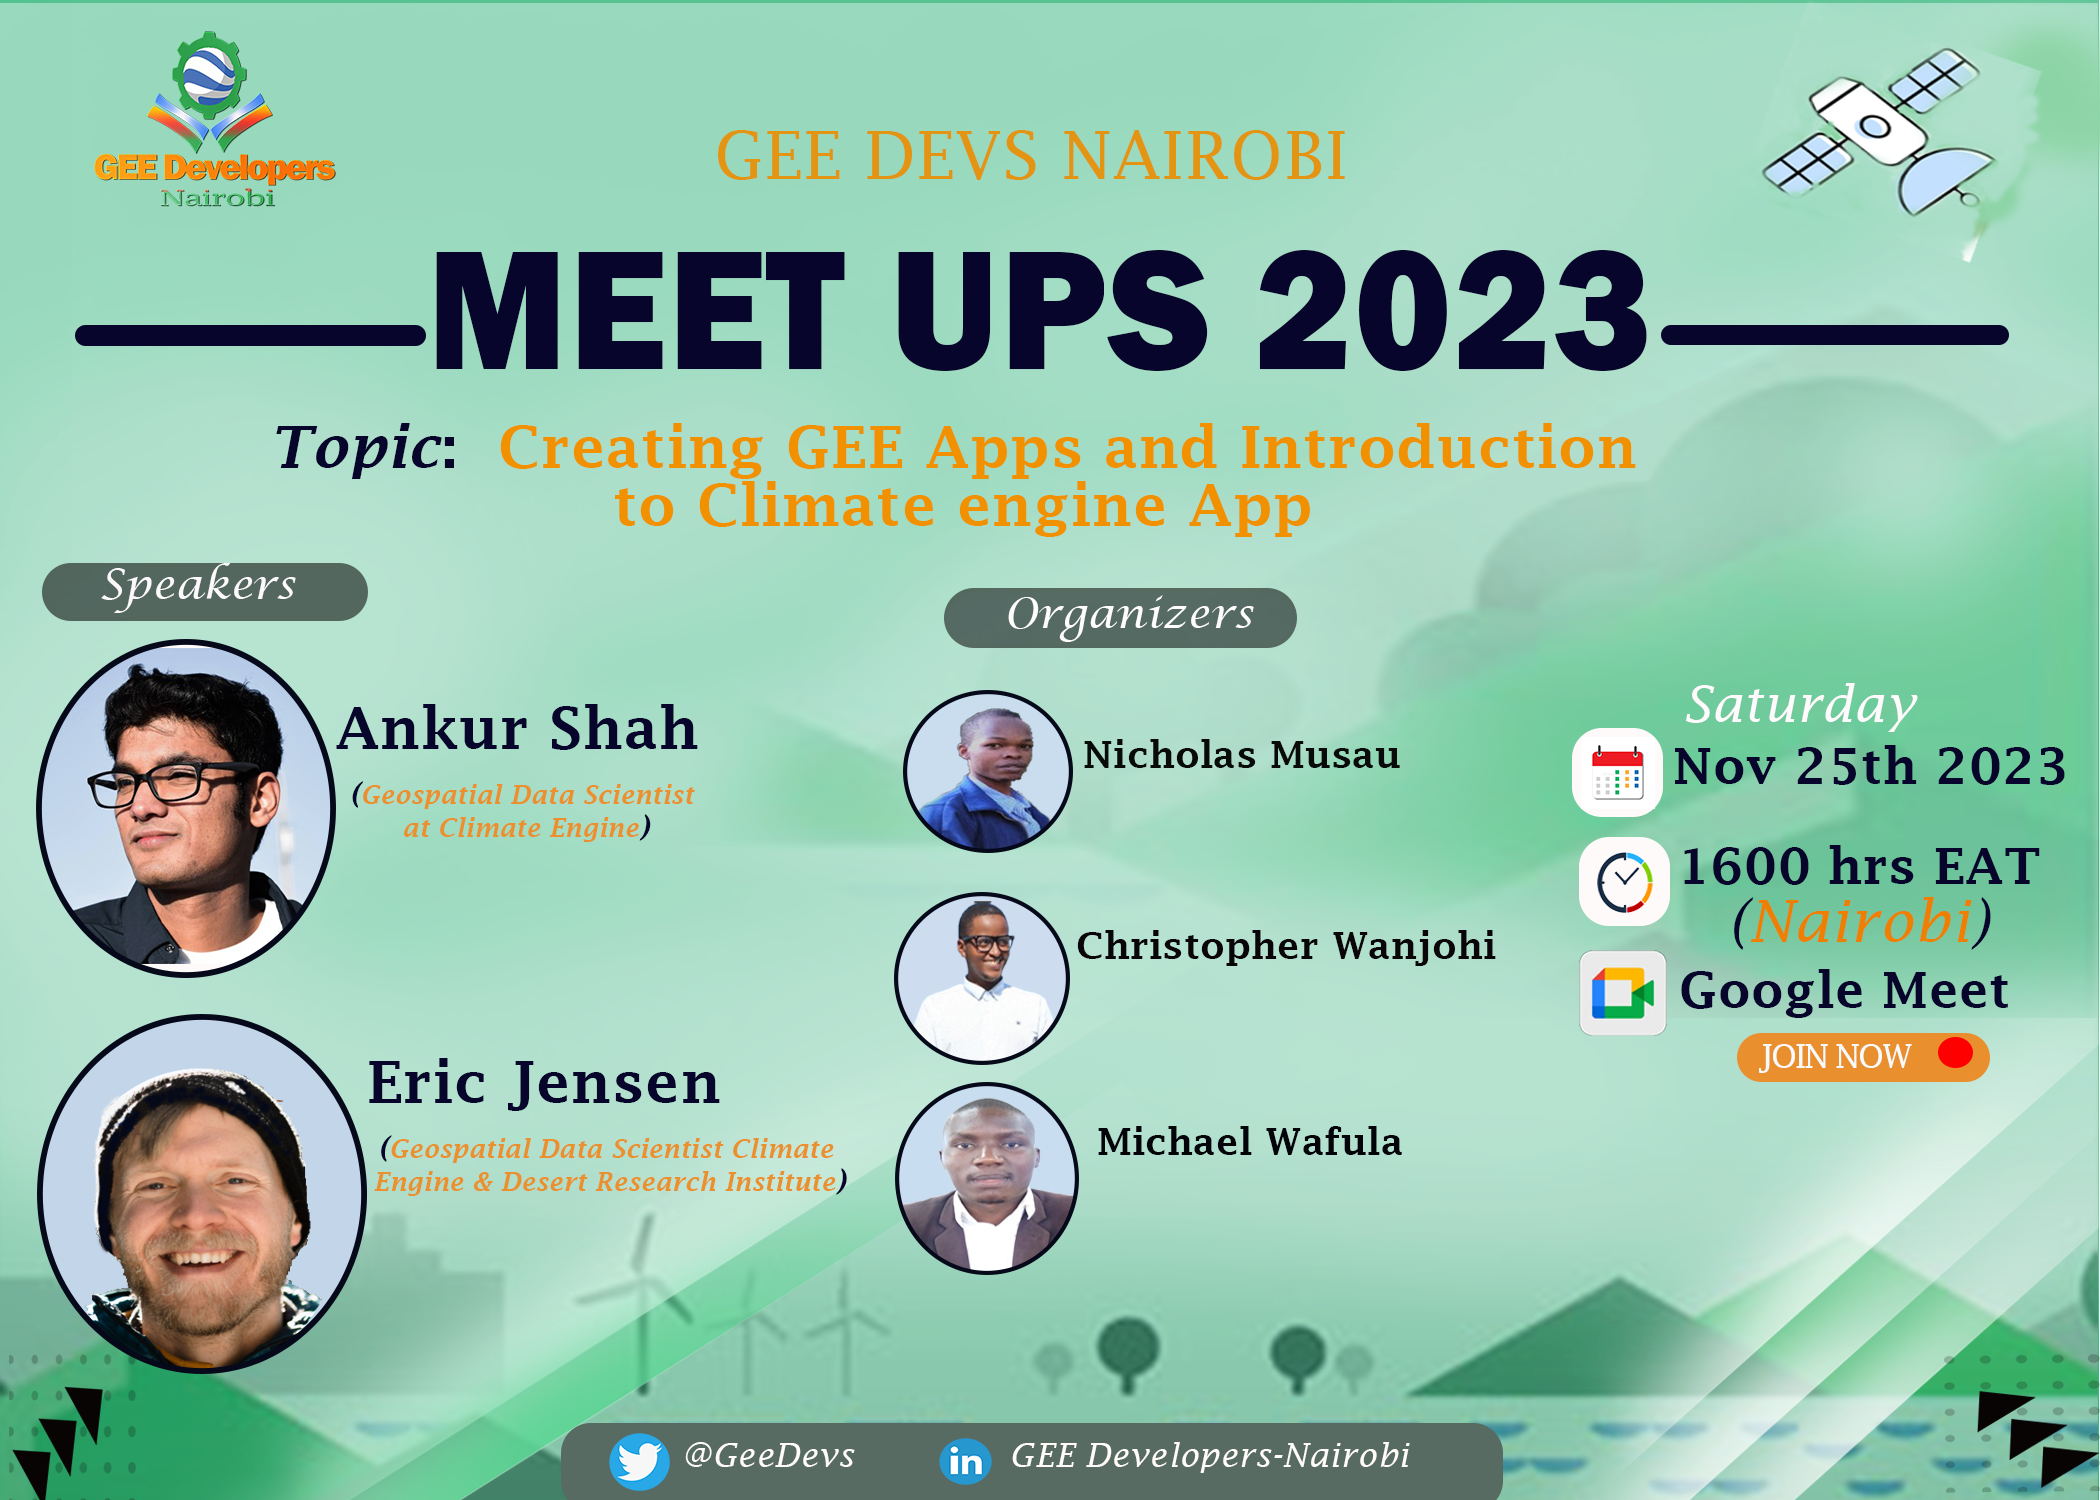 GEE Developers
Nairobi
GEE DEVS NAIROBI
MEET UPS 2023
Topic: Creating GEE Apps and Introduction
to Climate engine App
Speakers
Ankur Shah
(Geospatial Data Scientist
at Climate Engine)
Eric Jensen
(Geospatial Data Scientist Climate
Engine & Desert Research Institute)
Organizers
Nicholas Musau
Christopher Wanjohi
Michael Wafula
Saturday
Nov 25th 2023
1600 hrs EAT
(Nairobi)
Google Meet
JOIN NOW
@GeeDevs
in GEE Developers-Nairobi